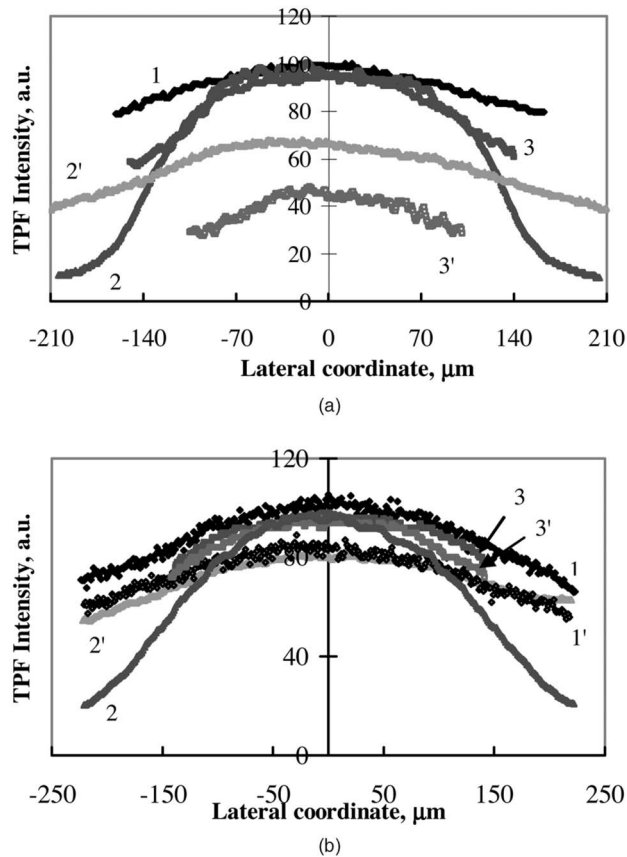 120
100
80
60
40
20
0
-210 -140 -70 0 70 140 210
TPF Intensity, a.u.
Lateral coordinate, μm
1
2'
2
3
3'
(a)
120
80
40
0
-250 -150 -50 50 150 250
TPF Intensity, a.u.
Lateral coordinate, μm
3
3'
1
1'
2'
2
(b)